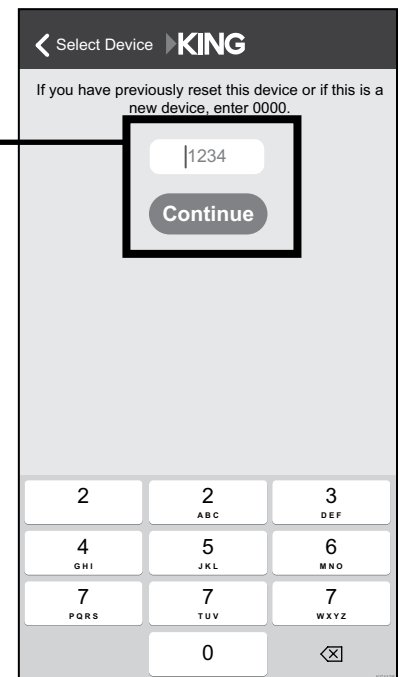 Select Device KING
If you have previously reset this device or if this is a
new device, enter 0000.
1234
Continue
2 2 3
ABC DEF
4 5 6
GHI JKL MNO
7 7 7
PQRS TUV WXYZ
0